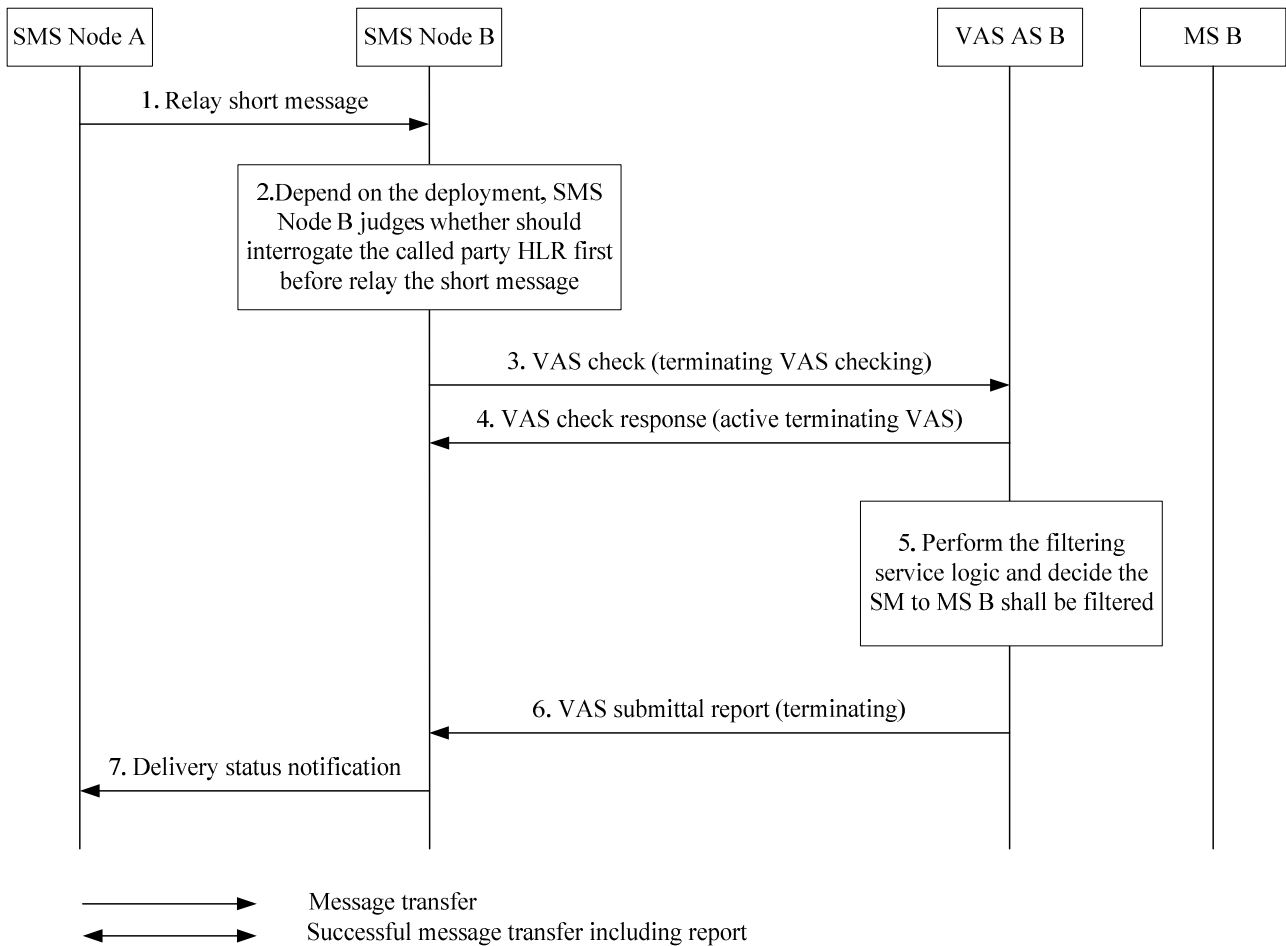 SMS Node A
SMS Node B
VAS AS B
MS B
1. Relay short message
2.Depend on the deployment, SMS
Node B judges whether should
interrogate the called party HLR first
before relay the short message
3. VAS check (terminating VAS checking)
4. VAS check response (active terminating VAS)
5. Perform the filtering
service logic and decide the
SM to MS B shall be filtered
6. VAS submittal report (terminating)
7. Delivery status notification
Message transfer
Successful message transfer including report